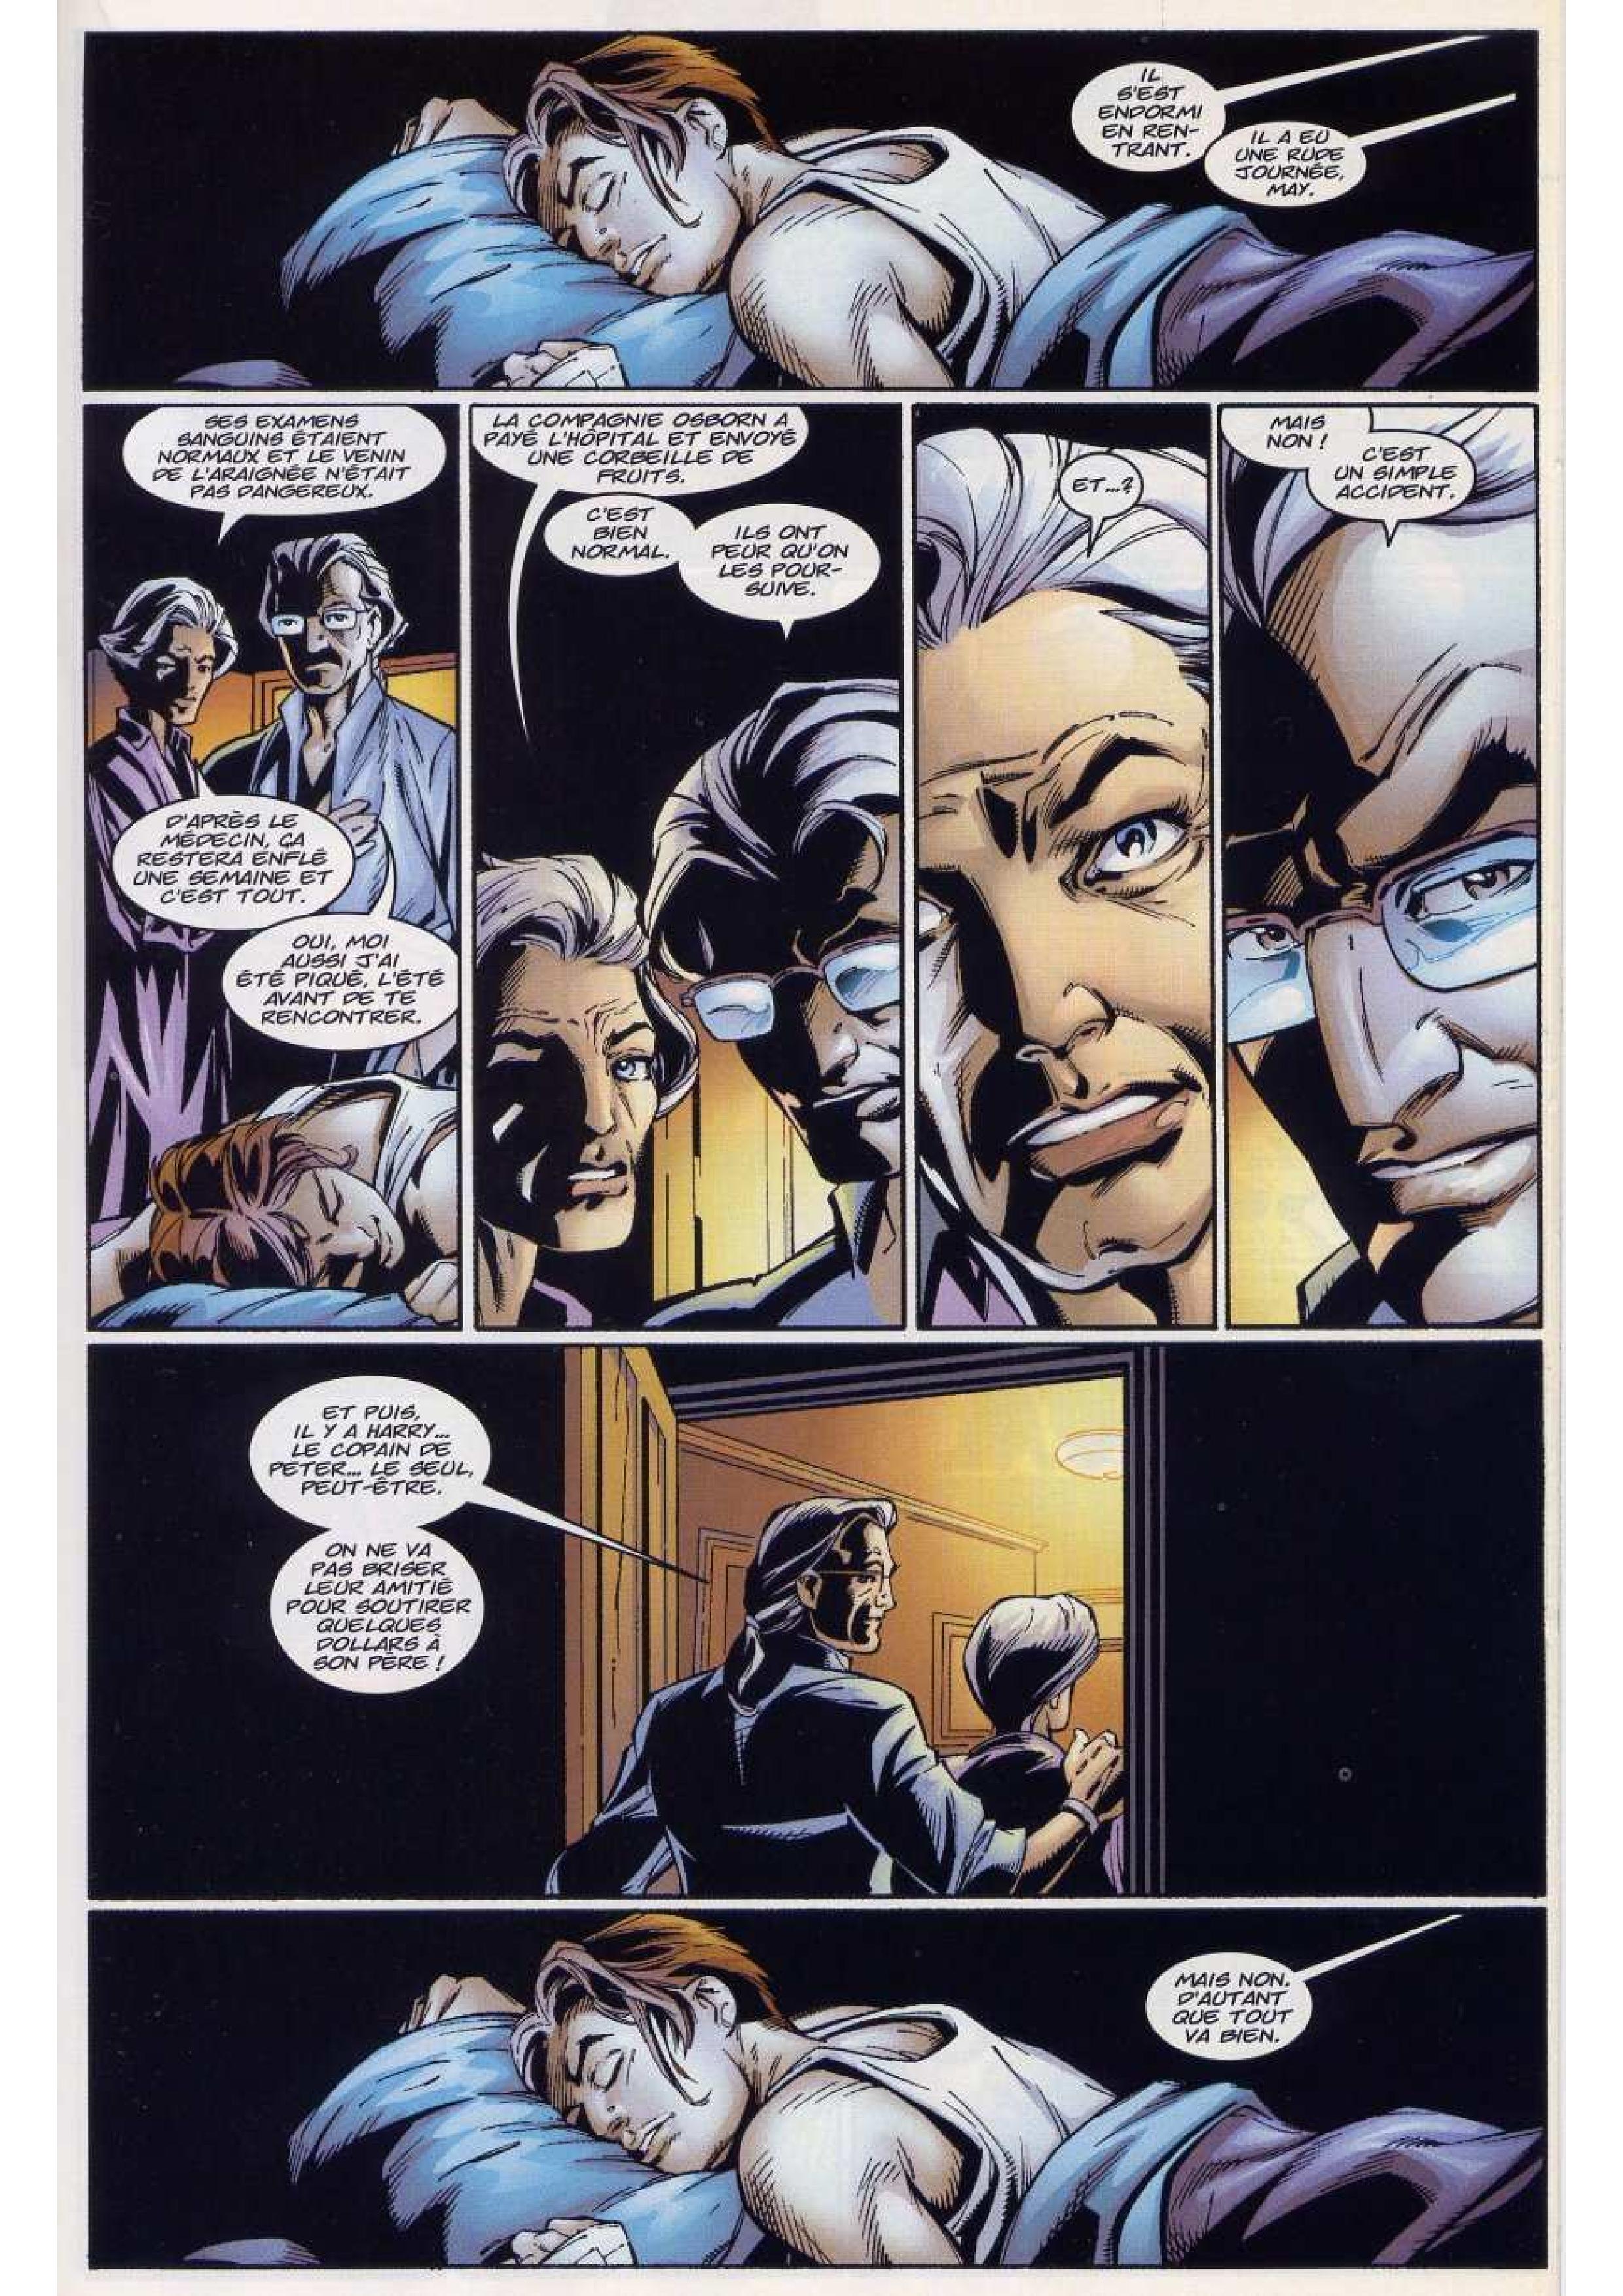 IL
S'EST
ENDORMI
EN REN-
TRANT.
IL A EU
UNE RUDE
JOURNÉE,
MAY.
SES EXAMENS
SANGUINS ÉTAIENT
NORMAUX ET LE VENIN
DE L'ARAIGNÉE N'ÉTAIT
PAS DANGEREUX.
D'APRÈS LE
MÉDECIN, ÇA
RESTERA ENFLÉ
UNE SEMAINE ET
C'EST TOUT.
OUI, MOI
AUSSI J'AI
ÉTÉ PIQUÉ, L'ÉTÉ
AVANT DE TE
RENCONTRER.
LA COMPAGNIE OSBORN A
PAYÉ L'HÔPITAL ET ENVOYÉ
UNE CORBEILLE DE
FRUITS.
C'EST
BIEN
NORMAL.
ILS ONT
PEUR QU'ON
LES POUR-
SUIVE.
ET...?
MAIS
NON !
C'EST
UN SIMPLE
ACCIDENT.
ET PUIS,
IL Y A HARRY...
LE COPAIN DE
PETER... LE SEUL,
PEUT-ÊTRE.
ON NE VA
PAS BRISER
LEUR AMITIÉ
POUR SOUTIRER
QUELQUES
DOLLARS À
SON PÈRE !
MAIS NON.
D'AUTANT
QUE TOUT
VA BIEN.